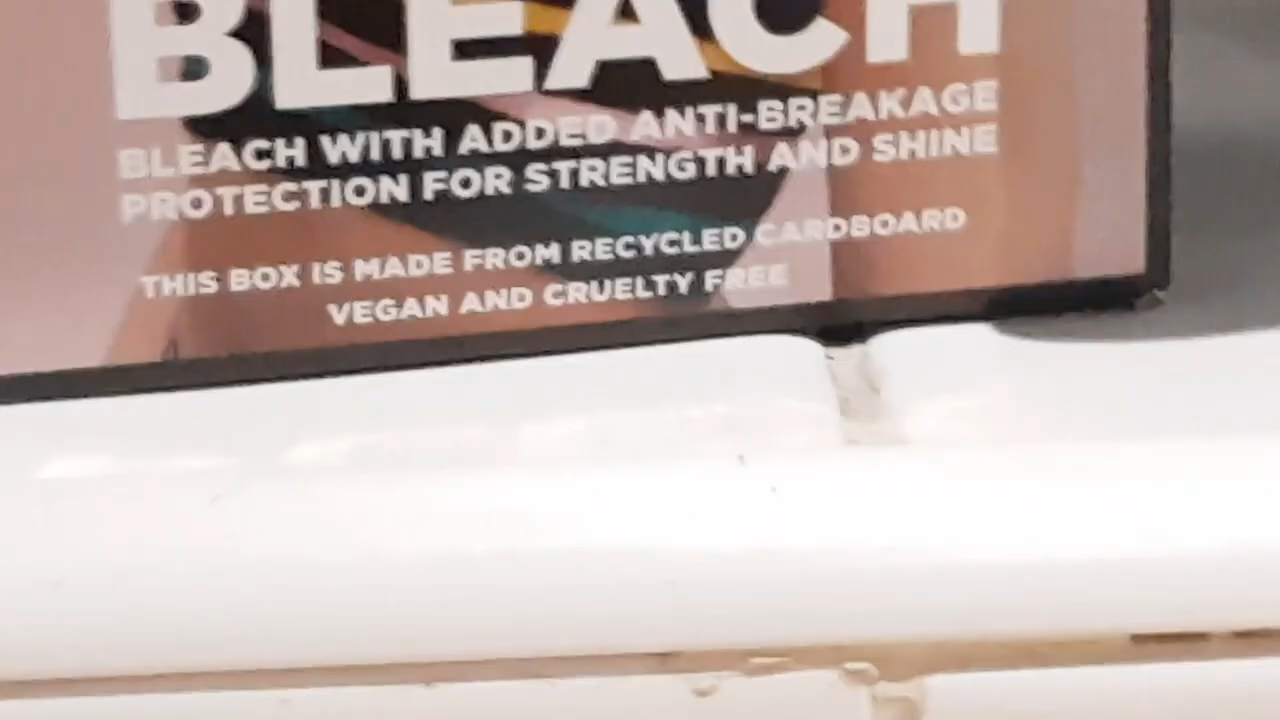 BLEACH
BLEACH WITH ADDED ANTI-BREAKAGE
PROTECTION FOR STRENGTH AND SHINE
THIS BOX IS MADE FROM RECYCLED CARDBOARD
VEGAN AND CRUELTY FREE